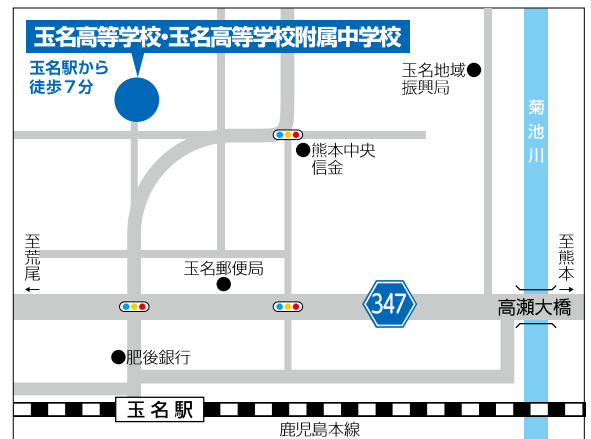 玉名高等学校・玉名高等学校附属中学校
玉名駅から
徒歩7分
玉名地域
振興局
菊池川
熊本中央
信金
至荒尾
至熊本
玉名郵便局
347
高瀬大橋
肥後銀行
玉名駅
鹿児島本線